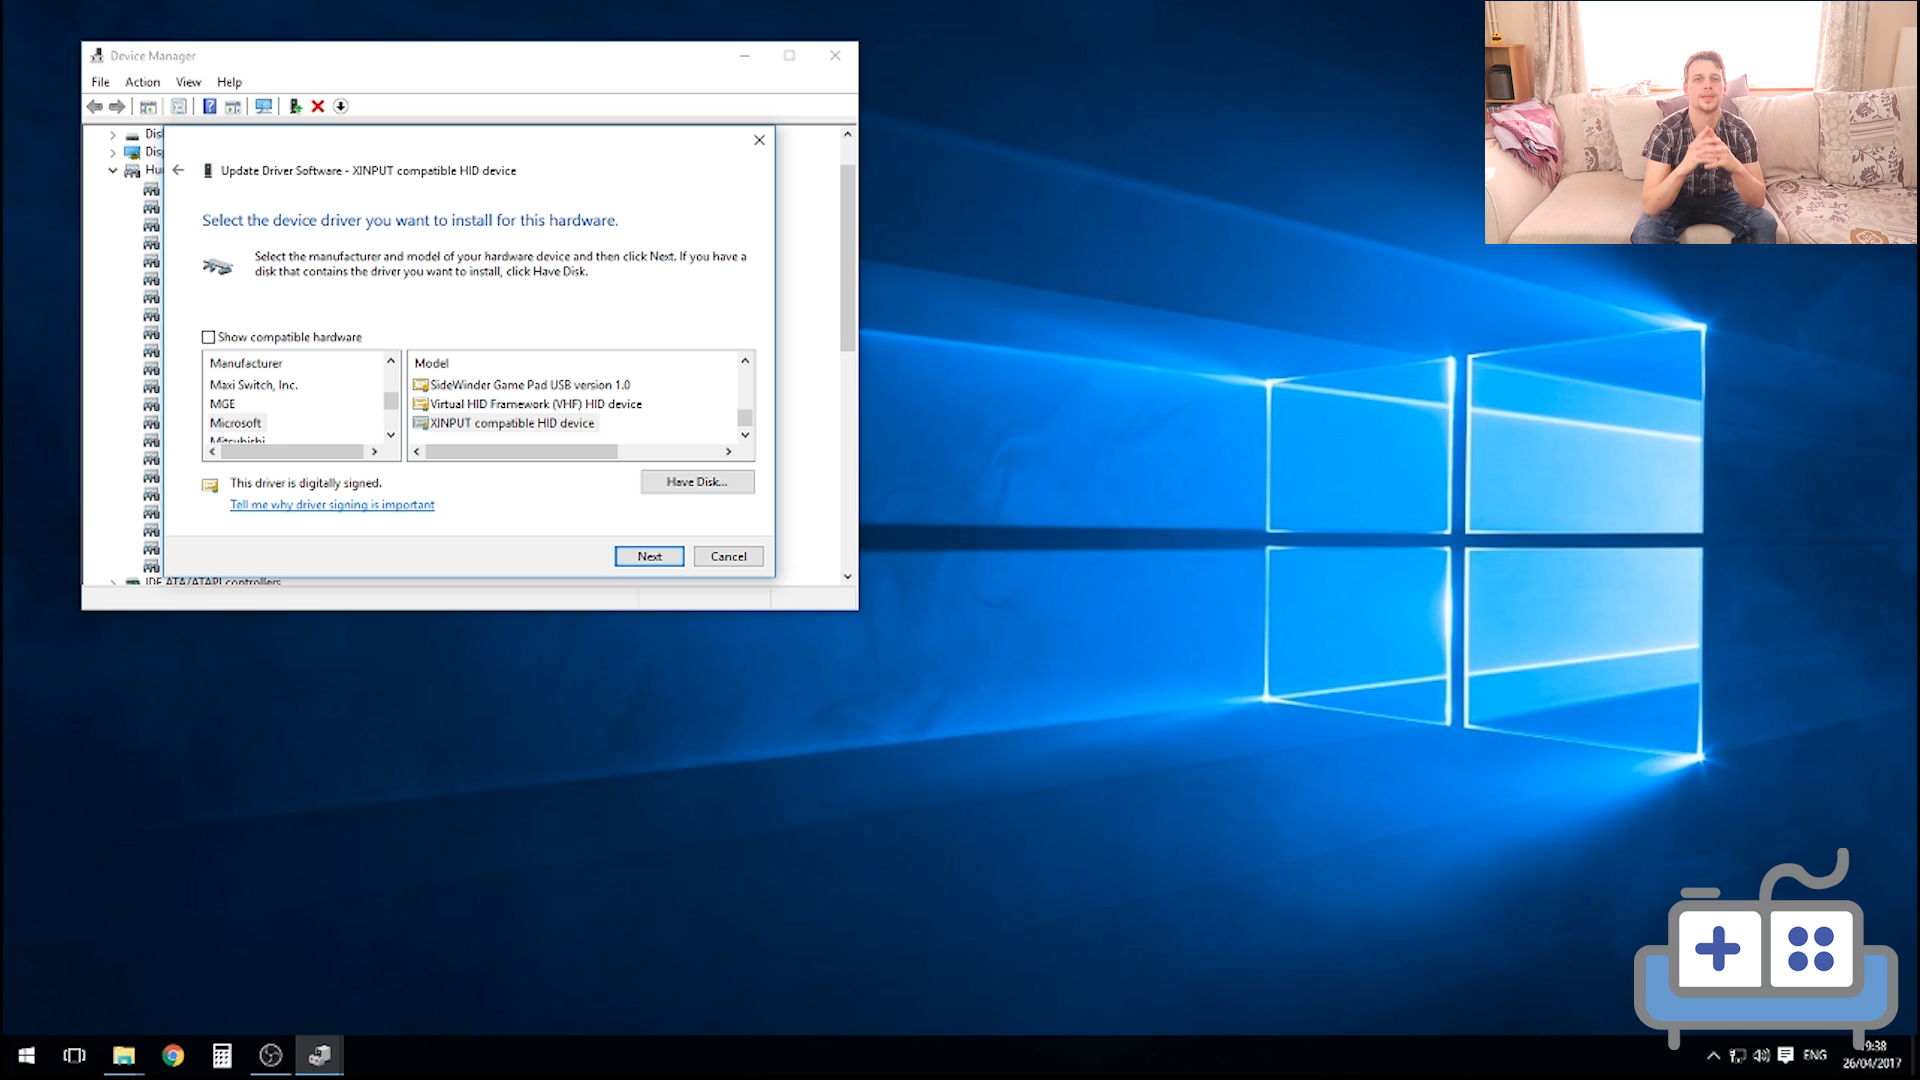 Device Manager
File Action View Help
Update Driver Software - XINPUT compatible HID device
Select the device driver you want to install for this hardware.
Select the manufacturer and model of your hardware device and then click Next. If you have a
disk that contains the driver you want to install, click Have Disk.
Show compatible hardware
Manufacturer
Maxi Switch, Inc.
MGE
Microsoft
Mitsubishi
Model
SideWinder Game Pad USB version 1.0
Virtual HID Framework (VHF) HID device
XINPUT compatible HID device
This driver is digitally signed.
Tell me why driver signing is important
Have Disk...
Next
Cancel
IDE ATA/ATAPI controllers
ENG
26/04/2017